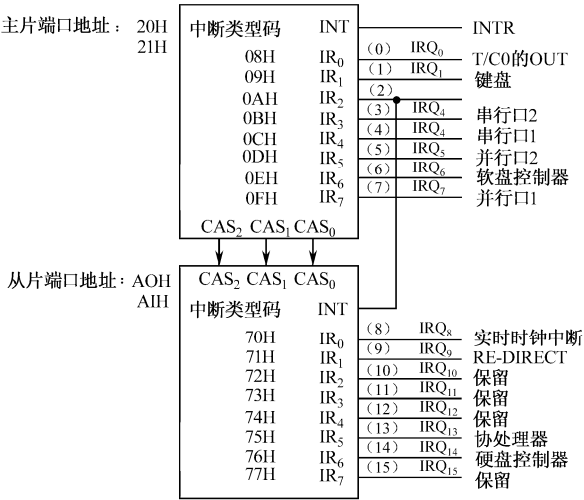 主片端口地址：20H 中断类型码 INT INTR
21H
08H IR0 (0) IRQ0 T/C0的OUT
09H IR1 (1) IRQ1 键盘
0AH IR2 (2)
0BH IR3 (3) IRQ4 串行口2
0CH IR4 (4) IRQ4 串行口1
0DH IR5 (5) IRQ5 并行口2
0EH IR6 (6) IRQ6 软盘控制器
0FH IR7 (7) IRQ7 并行口1
CAS2 CAS1 CAS0
从片端口地址：AOH CAS2 CAS1 CAS0
AIH 中断类型码 INT
70H IR0 (8) IRQ8 实时时钟中断
71H IR1 (9) IRQ9 RE-DIRECT
72H IR2 (10) IRQ10 保留
73H IR3 (11) IRQ11 保留
74H IR4 (12) IRQ12 保留
75H IR5 (13) IRQ13 协处理器
76H IR6 (14) IRQ14 硬盘控制器
77H IR7 (15) IRQ15 保留